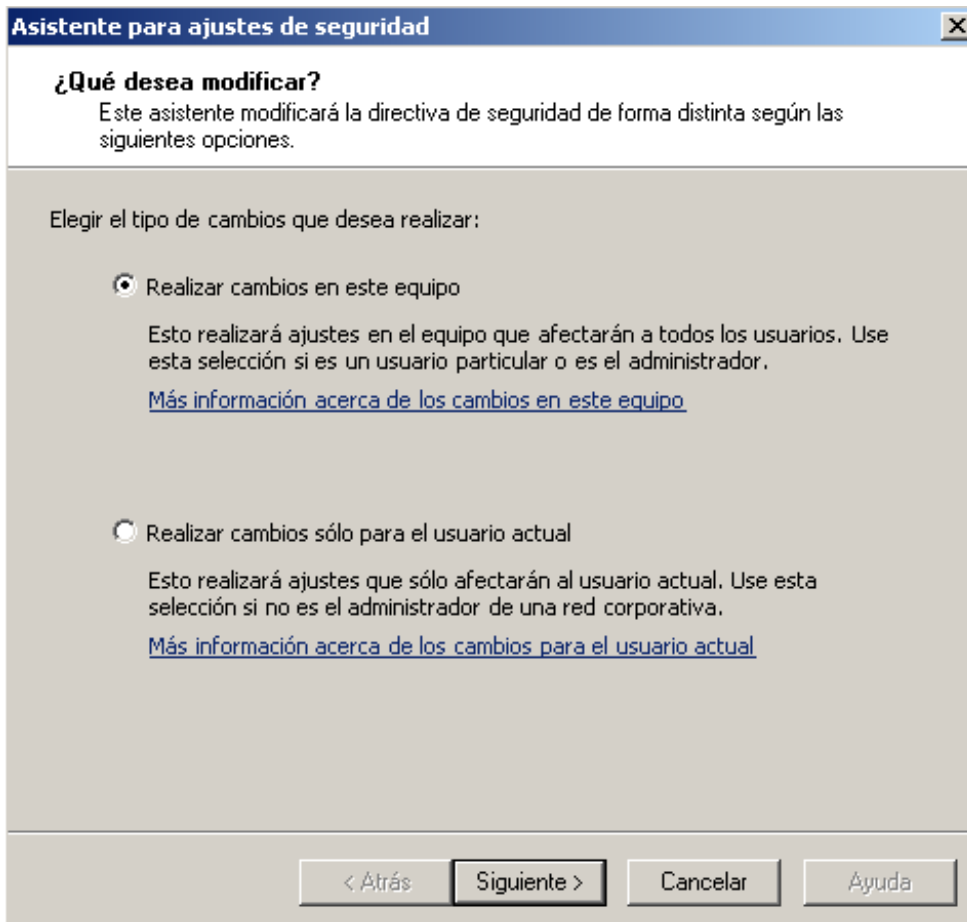 Asistente para ajustes de seguridad
¿Qué desea modificar?
Este asistente modificará la directiva de seguridad de forma distinta según las
siguientes opciones.
Elegir el tipo de cambios que desea realizar:
Realizar cambios en este equipo
Esto realizará ajustes en el equipo que afectarán a todos los usuarios. Use
esta selección si es un usuario particular o es el administrador.
Más información acerca de los cambios en este equipo
Realizar cambios sólo para el usuario actual
Esto realizará ajustes que sólo afectarán al usuario actual. Use esta
selección si no es el administrador de una red corporativa.
Más información acerca de los cambios para el usuario actual
< Atrás Siguiente > Cancelar Ayuda